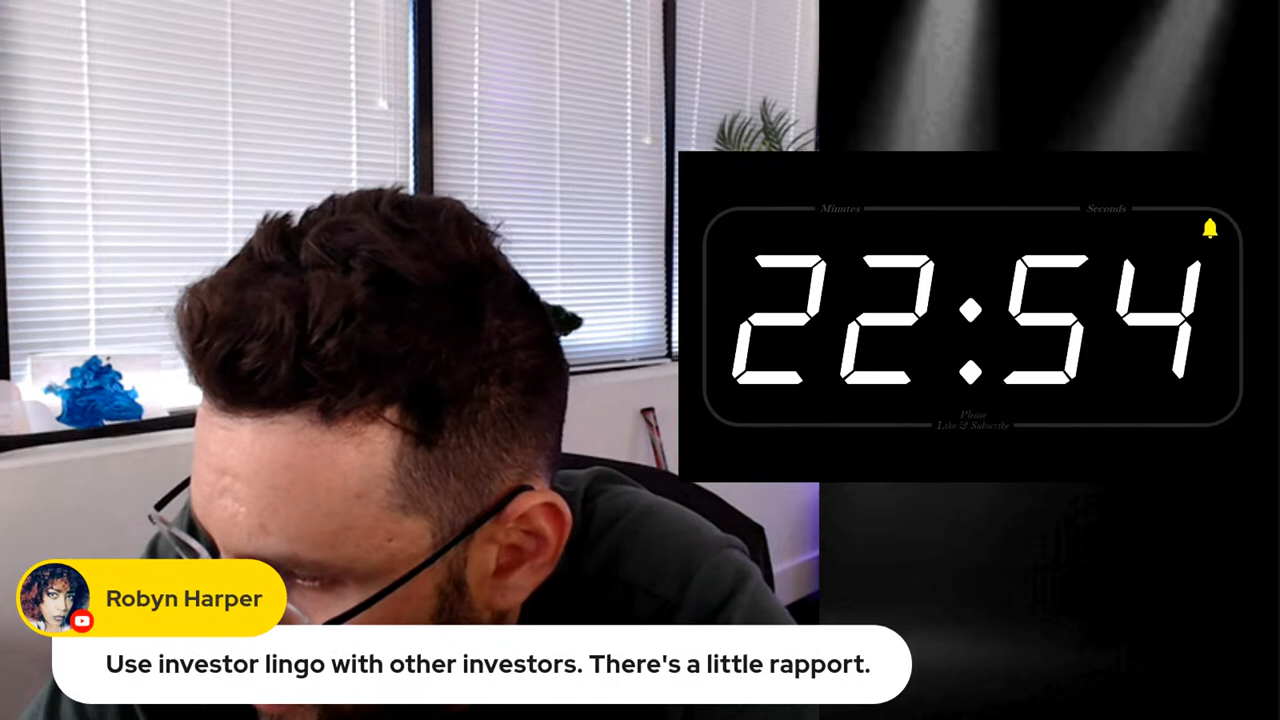 Minutes
Seconds
22:54
Please
Like & Subscribe
Robyn Harper
Use investor lingo with other investors. There's a little rapport.